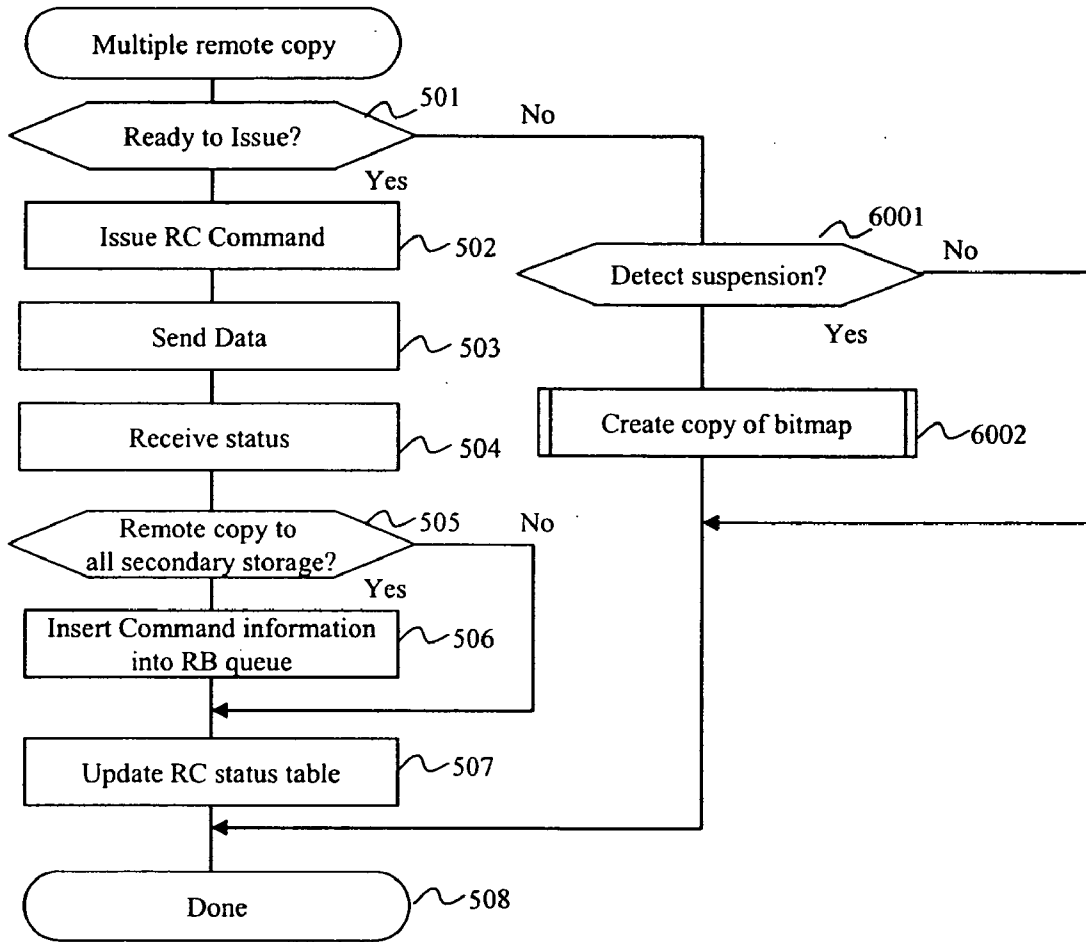 Multiple remote copy
501
Ready to Issue?
No
Yes
Issue RC Command
502
6001
Detect suspension?
No
Yes
Send Data
503
Create copy of bitmap
6002
Receive status
504
Remote copy to
all secondary storage?
505
No
Yes
Insert Command information
into RB queue
506
Update RC status table
507
Done
508